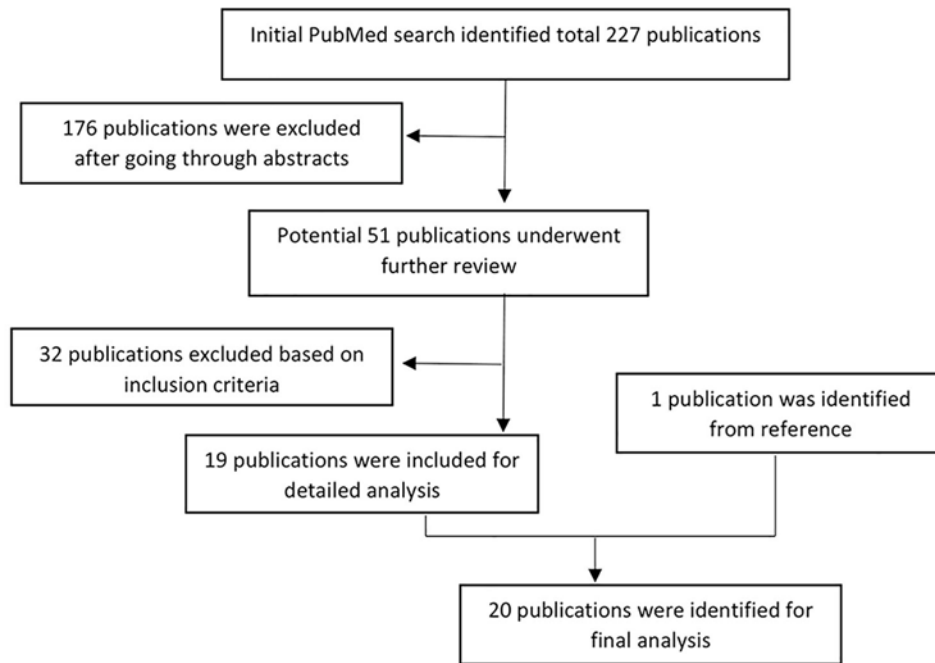 Initial PubMed search identified total 227 publications
176 publications were excluded
after going through abstracts
Potential 51 publications underwent
further review
32 publications excluded based on
inclusion criteria
1 publication was identified
from reference
19 publications were included for
detailed analysis
20 publications were identified for
final analysis